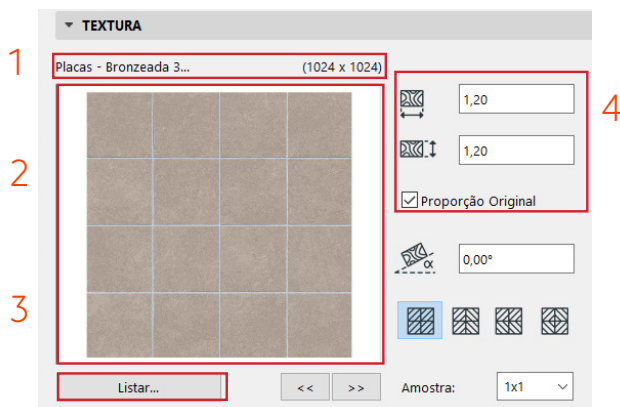 TEXTURA
1
Placas - Bronzeada 3... (1024 x 1024)
1,20
4
1,20
2
Proporção Original
α
0,00°
3
Listar...
<< >>
Amostra: 1x1